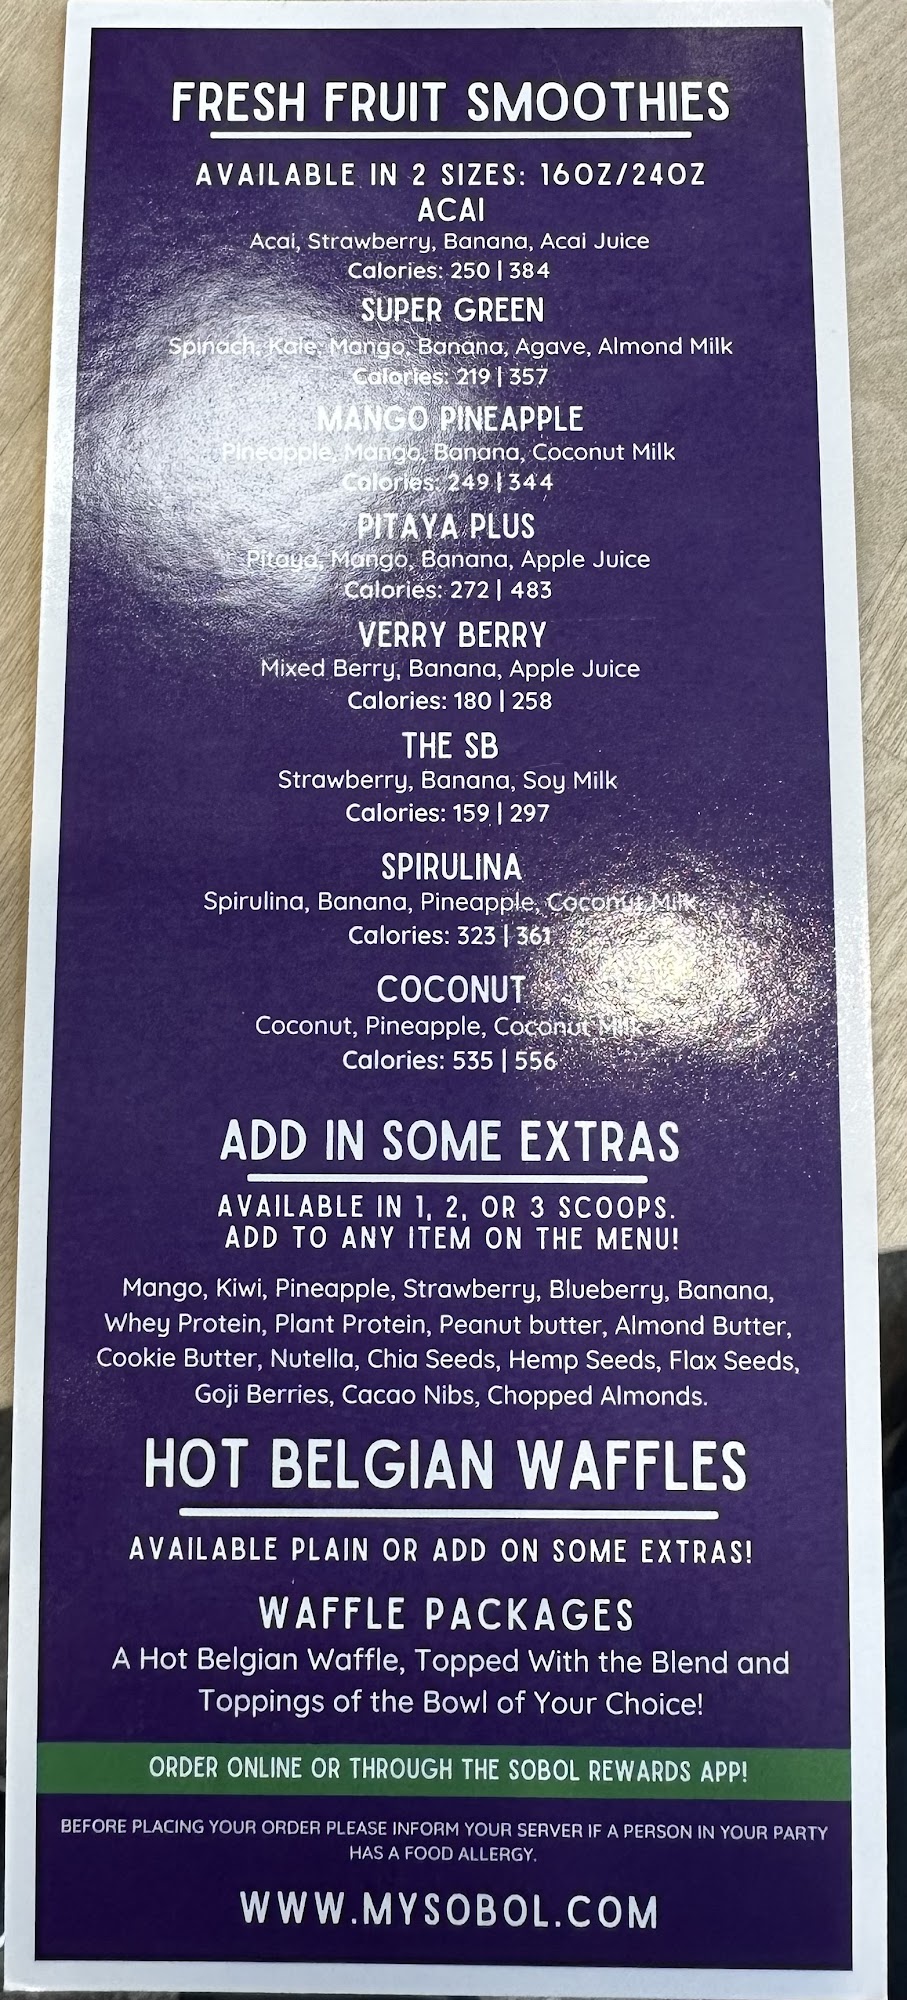 FRESH FRUIT SMOOTHIES
AVAILABLE IN 2 SIZES: 16OZ/24OZ
ACAI
Acai, Strawberry, Banana, Acai Juice
Calories: 250 | 384
SUPER GREEN
Spinach, Kale, Mango, Banana, Agave, Almond Milk
Calories: 219 | 357
MANGO PINEAPPLE
Pineapple, Mango, Banana, Coconut Milk
Calories: 249 | 344
PITAYA PLUS
Pitaya, Mango, Banana, Apple Juice
Calories: 272 | 483
VERRY BERRY
Mixed Berry, Banana, Apple Juice
Calories: 180 | 258
THE SB
Strawberry, Banana, Soy Milk
Calories: 159 | 297
SPIRULINA
Spirulina, Banana, Pineapple, Coconut Milk
Calories: 323 | 361
COCONUT
Coconut, Pineapple, Coconut Milk
Calories: 535 | 556
ADD IN SOME EXTRAS
AVAILABLE IN 1, 2, OR 3 SCOOPS.
ADD TO ANY ITEM ON THE MENU!
Mango, Kiwi, Pineapple, Strawberry, Blueberry, Banana,
Whey Protein, Plant Protein, Peanut butter, Almond Butter,
Cookie Butter, Nutella, Chia Seeds, Hemp Seeds, Flax Seeds,
Goji Berries, Cacao Nibs, Chopped Almonds.
HOT BELGIAN WAFFLES
AVAILABLE PLAIN OR ADD ON SOME EXTRAS!
WAFFLE PACKAGES
A Hot Belgian Waffle, Topped With the Blend and
Toppings of the Bowl of Your Choice!
ORDER ONLINE OR THROUGH THE SOBOL REWARDS APP!
BEFORE PLACING YOUR ORDER PLEASE INFORM YOUR SERVER IF A PERSON IN YOUR PARTY
HAS A FOOD ALLERGY.
WWW.MYSOBOL.COM